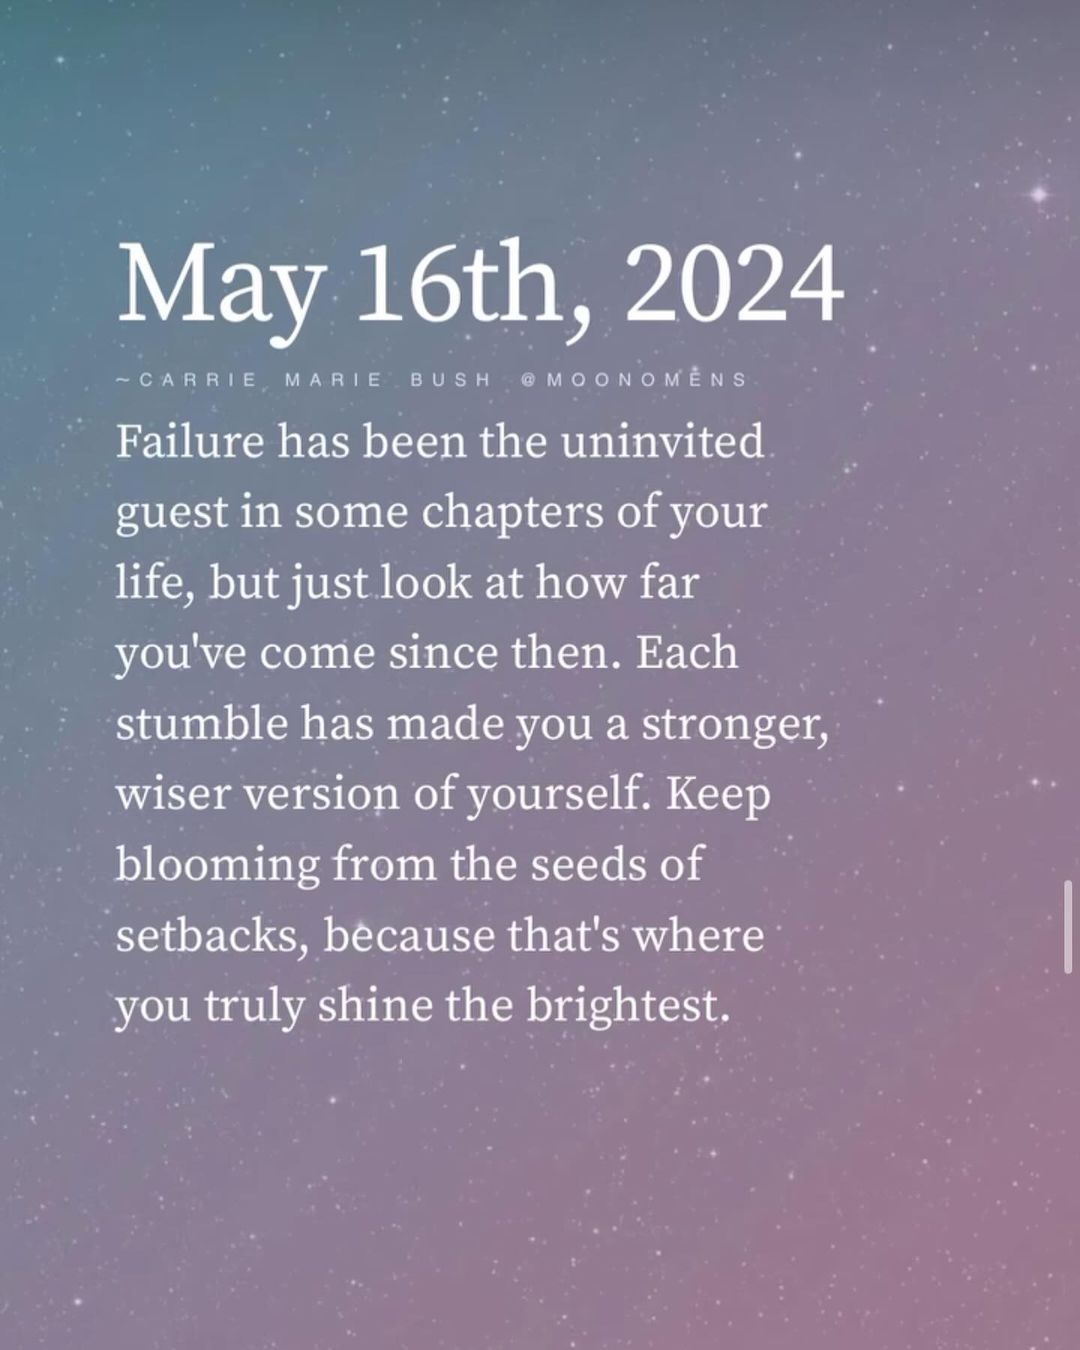 May 16th, 2024
~CARRIE MARIE BUSH @MOONOMENS
Failure has been the uninvited
guest in some chapters of your
life, but just look at how far
you've come since then. Each
stumble has made you a stronger,
wiser version of yourself. Keep
blooming from the seeds of
setbacks, because that's where
you truly shine the brightest.